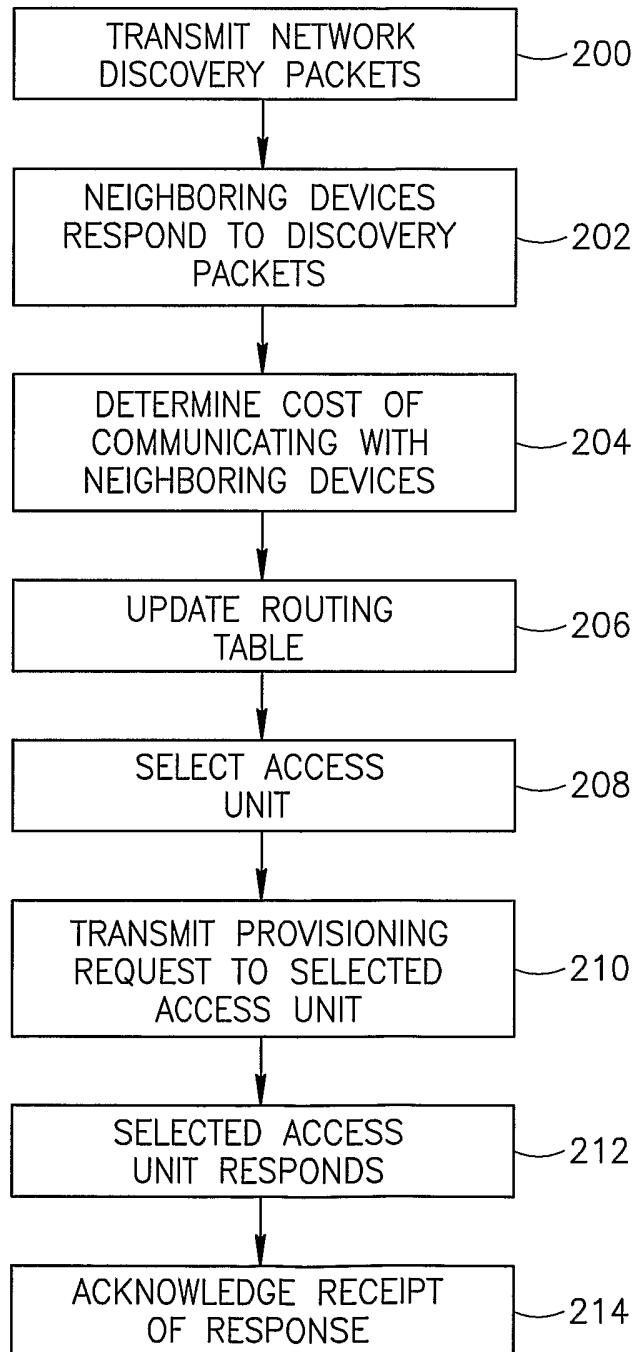 TRANSMIT NETWORK
DISCOVERY PACKETS
200
NEIGHBORING DEVICES
RESPOND TO DISCOVERY
PACKETS
202
DETERMINE COST OF
COMMUNICATING WITH
NEIGHBORING DEVICES
204
UPDATE ROUTING
TABLE
206
SELECT ACCESS
UNIT
208
TRANSMIT PROVISIONING
REQUEST TO SELECTED
ACCESS UNIT
210
SELECTED ACCESS
UNIT RESPONDS
212
ACKNOWLEDGE RECEIPT
OF RESPONSE
214